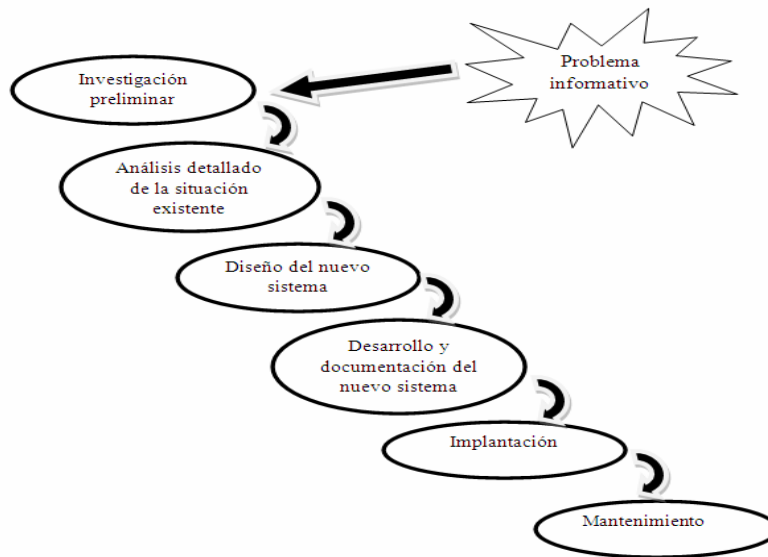 Problema
informativo
Investigación
preliminar
Análisis detallado
de la situación
existente
Diseño del nuevo
sistema
Desarrollo y
documentación del
nuevo sistema
Implantación
Mantenimiento